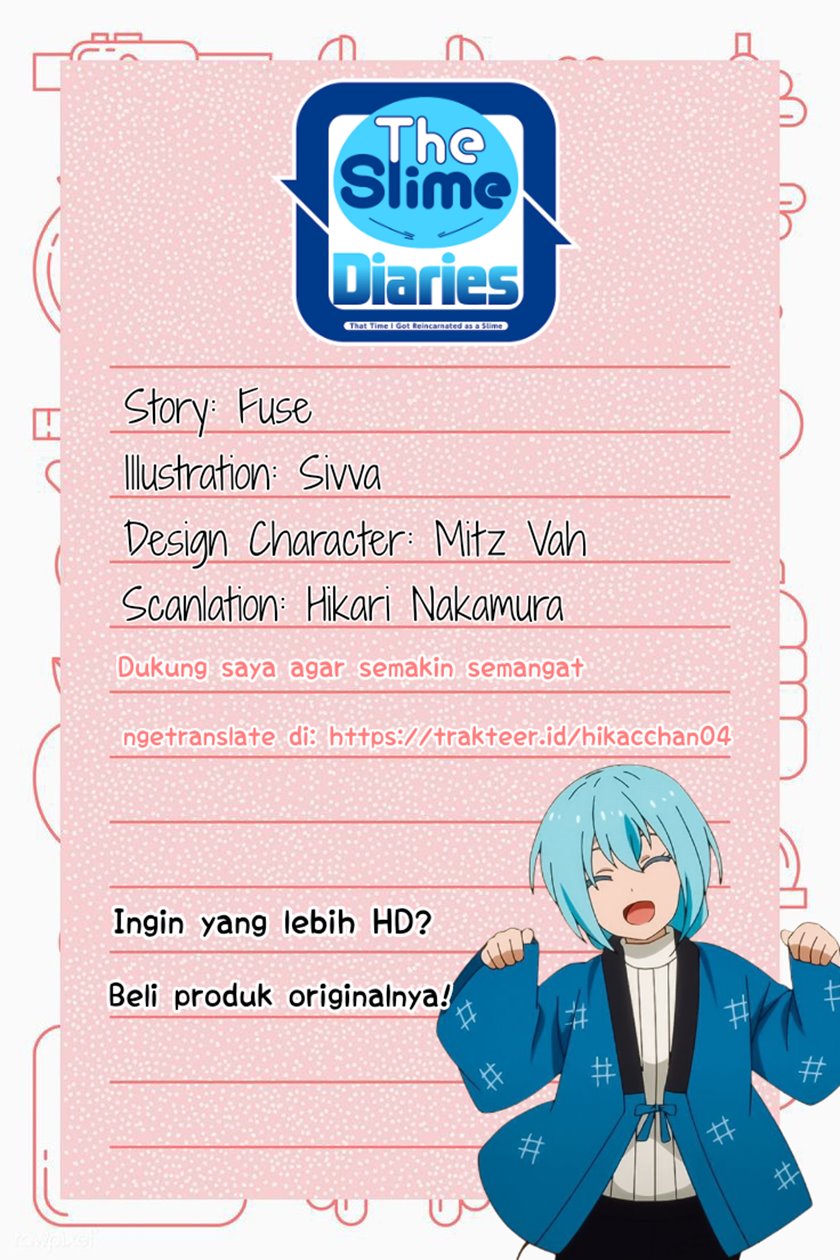 The
Slime
Diaries
That Time I Got Reincarnated as a Slime
Story: Fuse
Illustration: Sivva
Design Character: Mitz Vah
Scanlation: Hikari Nakamura
Dukung saya agar semakin semangat
ngetranslate di: https://trakteer.id/hikacchan04
Ingin yang lebih HD?
Beli produk originalnya!
rawpixel